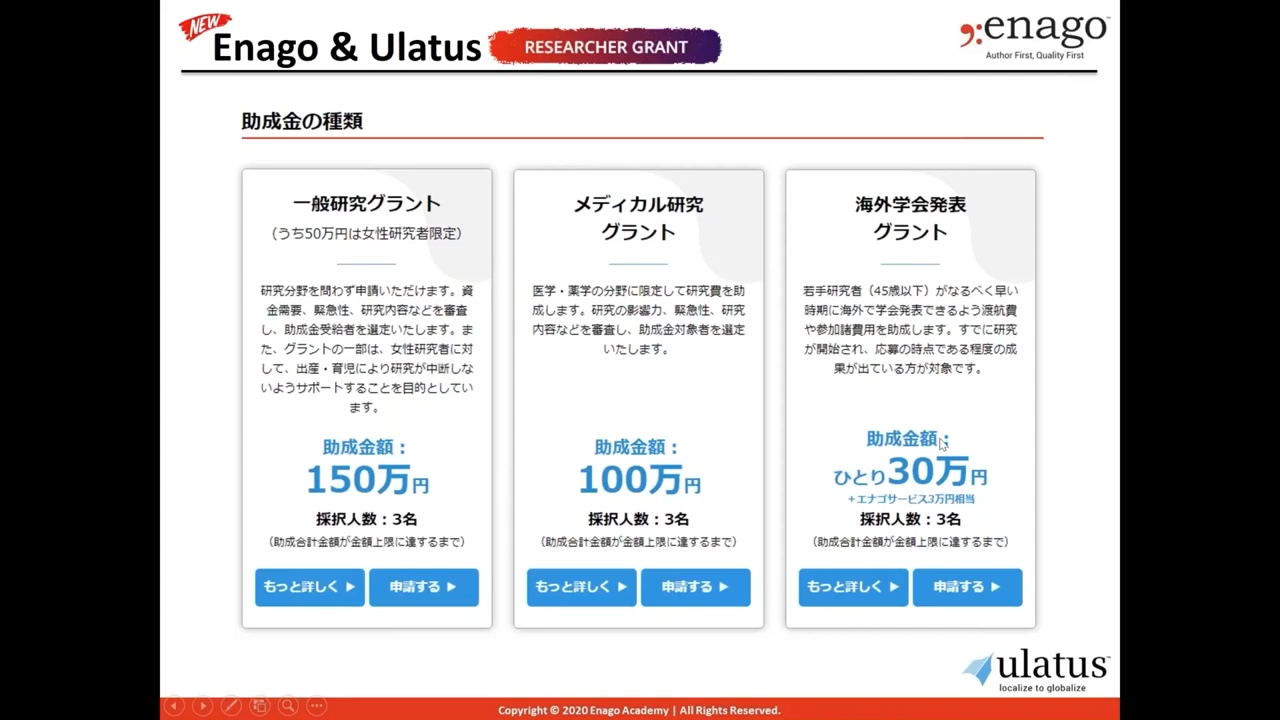 NEW
Enago & Ulatus
RESEARCHER GRANT
enago™
Author First, Quality First
助成金の種類
一般研究グラント
（うち50万円は女性研究者限定）
研究分野を問わず申請いただけます。資
金需要、緊急性、研究内容などを審査
し、助成金受給者を選定いたします。ま
た、グラントの一部は、女性研究者に対
して、出産・育児により研究が中断しな
いようサポートすることを目的としてい
ます。
助成金額：
150万円
採択人数：3名
（助成合計金額が金額上限に達するまで）
もっと詳しく ▶
申請する ▶
メディカル研究
グラント
医学・薬学の分野に限定して研究費を助
成します。研究の影響力、緊急性、研究
内容などを審査し、助成金対象者を選定
いたします。
助成金額：
100万円
採択人数：3名
（助成合計金額が金額上限に達するまで）
もっと詳しく ▶
申請する ▶
海外学会発表
グラント
若手研究者（45歳以下）がなるべく早い
時期に海外で学会発表できるよう渡航費
や参加諸費用を助成します。すでに研究
が開始され、応募の時点である程度の成
果が出ている方が対象です。
助成金額：
ひとり30万円
＋エナゴサービス3万円相当
採択人数：3名
（助成合計金額が金額上限に達するまで）
もっと詳しく ▶
申請する ▶
ulatus™
localize to globalize
Copyright © 2020 Enago Academy | All Rights Reserved.